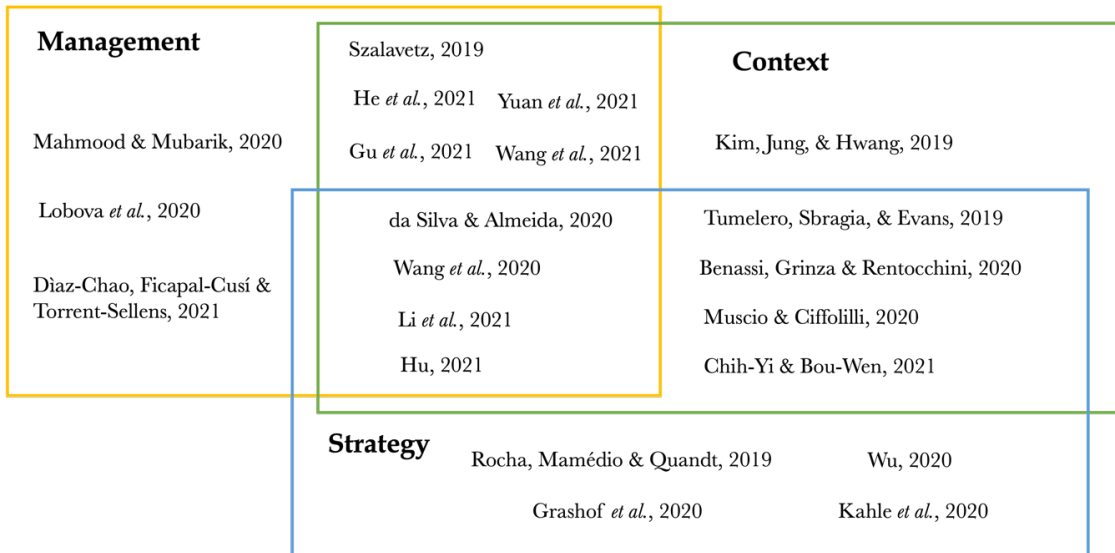 Management
Szalavetz, 2019
Context
He et al., 2021
Yuan et al., 2021
Mahmood & Mubarik, 2020
Gu et al., 2021
Wang et al., 2021
Kim, Jung, & Hwang, 2019
Lobova et al., 2020
da Silva & Almeida, 2020
Tumelero, Sbragia, & Evans, 2019
Wang et al., 2020
Benassi, Grinza & Rentocchini, 2020
Dìaz-Chao, Ficapal-Cusí &
Torrent-Sellens, 2021
Li et al., 2021
Muscio & Ciffolilli, 2020
Hu, 2021
Chih-Yi & Bou-Wen, 2021
Strategy
Rocha, Mamédio & Quandt, 2019
Wu, 2020
Grashof et al., 2020
Kahle et al., 2020